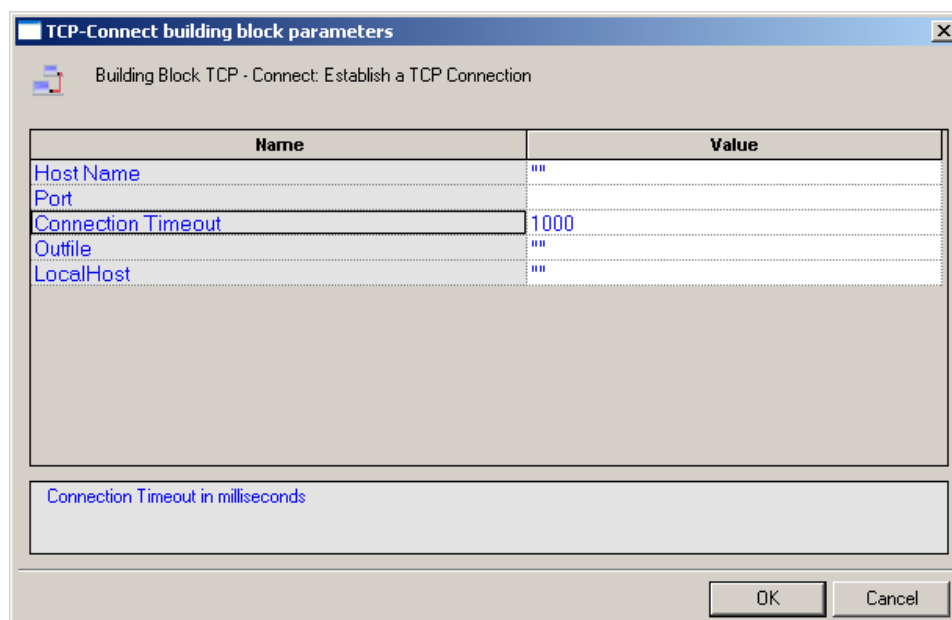 TCP-Connect building block parameters
Building Block TCP - Connect: Establish a TCP Connection
Name Value
Host Name ""
Port
Connection Timeout 1000
Outfile ""
LocalHost ""
Connection Timeout in milliseconds
OK Cancel